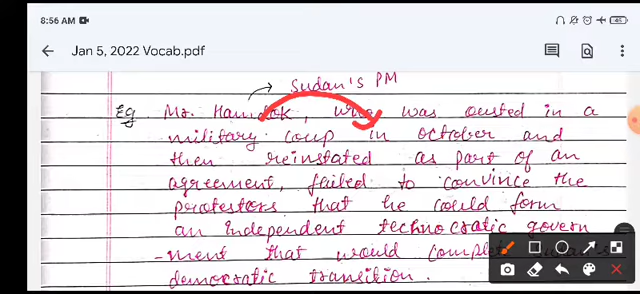 8:56 AM
45
Jan 5, 2022 Vocab.pdf
Sudan's PM
Eg Mr. Hamdok, who was ousted in a
military coup in october and
then reinstated as part of an
agreement, failed to convince the
protestors that he could form
an independent technocratic govern
-ment that would
democratic transition.